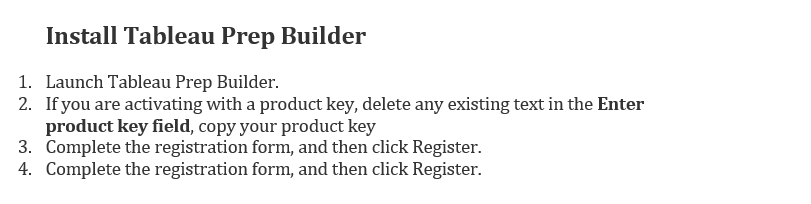 Install Tableau Prep Builder
1. Launch Tableau Prep Builder.
2. If you are activating with a product key, delete any existing text in the Enter
product key field, copy your product key
3. Complete the registration form, and then click Register.
4. Complete the registration form, and then click Register.